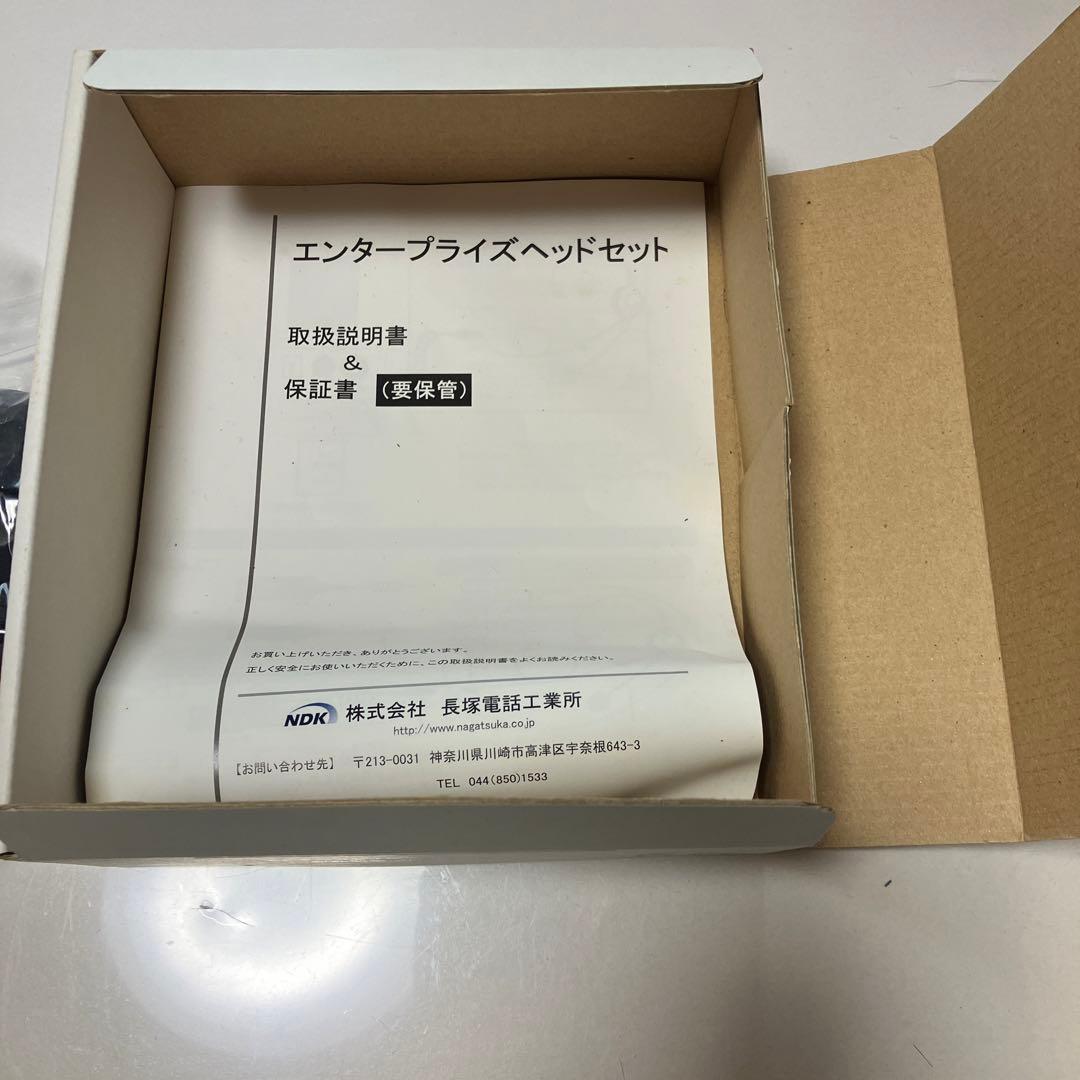 エンタープライズヘッドセット
取扱説明書
&
保証書 (要保管)
お買い上げいただき、ありがとうございます。
正しく安全にお使いいただくために、この取扱説明書をよくお読みください。
NDK 株式会社 長塚電話工業所
http://www.nagatsuka.co.jp
【お問い合わせ先】 〒213-0031 神奈川県川崎市高津区宇奈根643-3
TEL 044(850)1533